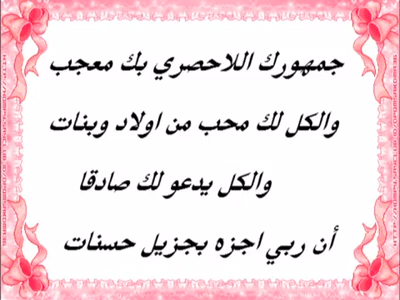 جمهورك اللاحصري بك معجب
والكل لك محب من اولاد وبنات
والكل يدعو لك صادقا
أن ربي اجزه بجزيل حسنات